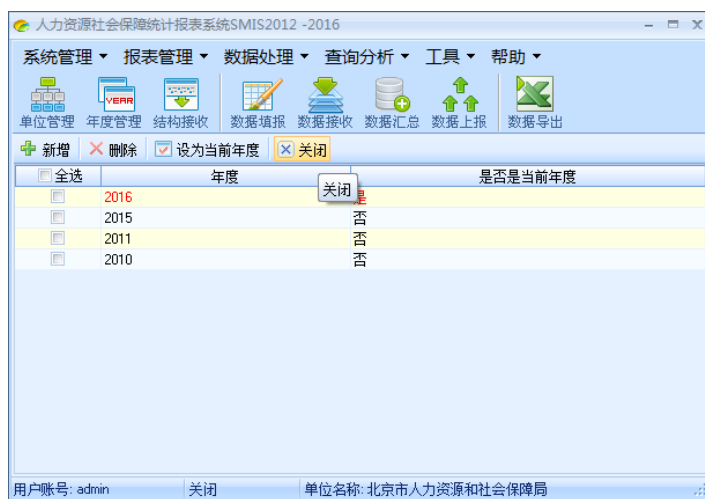 人力资源社会保障统计报表系统SMIS2012 -2016
系统管理 报表管理 数据处理 查询分析 工具 帮助
YEAR
单位管理 年度管理 结构接收 数据填报 数据接收 数据汇总 数据上报 数据导出
新增 删除 设为当前年度 关闭
全选 年度 是否是当前年度
关闭
2016 是
2015 否
2011 否
2010 否
用户账号: admin 关闭 单位名称: 北京市人力资源和社会保障局